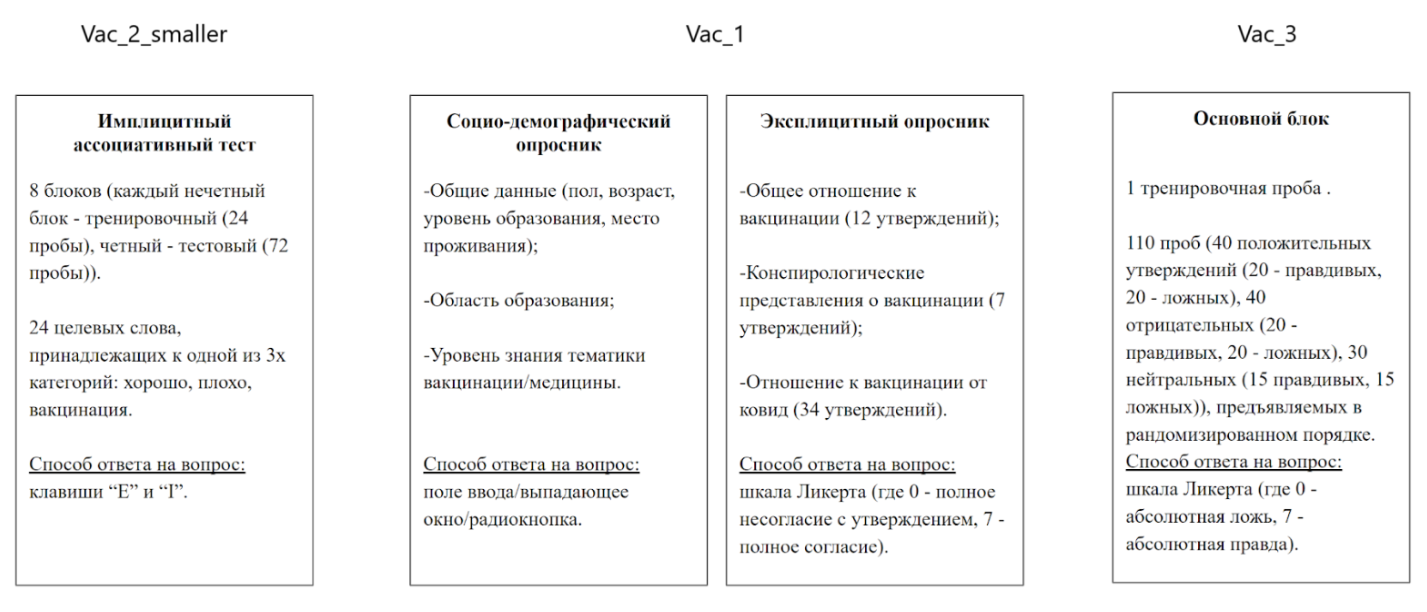 Vac_2_smaller
Vac_1
Vac_3
Имплицитный
ассоциативный тест
8 блоков (каждый нечетный
блок - тренировочный (24
пробы), четный - тестовый (72
пробы)).
24 целевых слова,
принадлежащих к одной из 3х
категорий: хорошо, плохо,
вакцинация.
Способ ответа на вопрос:
клавиши “E” и “I”.
Социо-демографический
опросник
-Общие данные (пол, возраст,
уровень образования, место
проживания);
-Область образования;
-Уровень знания тематики
вакцинации/медицины.
Способ ответа на вопрос:
поле ввода/выпадающее
окно/радиокнопка.
Эксплицитный опросник
-Общее отношение к
вакцинации (12 утверждений);
-Конспирологические
представления о вакцинации (7
утверждений);
-Отношение к вакцинации от
ковид (34 утверждений).
Способ ответа на вопрос:
шкала Ликерта (где 0 - полное
несогласие с утверждением, 7 -
полное согласие).
Основной блок
1 тренировочная проба .
110 проб (40 положительных
утверждений (20 - правдивых,
20 - ложных), 40
отрицательных (20 -
правдивых, 20 - ложных), 30
нейтральных (15 правдивых, 15
ложных)), предъявляемых в
рандомизированном порядке.
Способ ответа на вопрос:
шкала Ликерта (где 0 -
абсолютная ложь, 7 -
абсолютная правда).